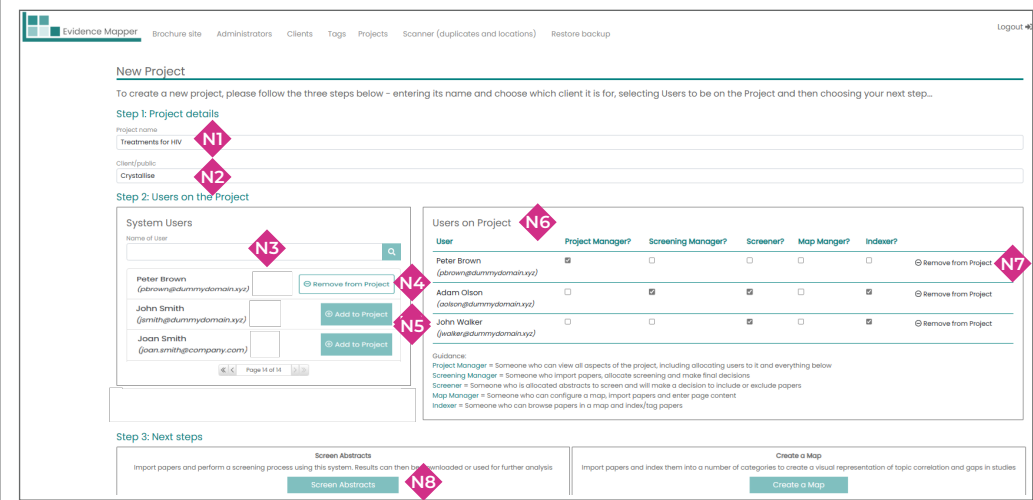 Evidence Mapper Brochure site Administrators Clients Tags Projects Scanner (duplicates and locations) Restore backup Logout
New Project
To create a new project, please follow the three steps below - entering its name and choose which client it is for, selecting Users to be on the Project and then choosing your next step...
Step 1: Project details
Project name
Treatments for HIV N1
Client/public
Crystallise N2
Step 2: Users on the Project
System Users
Name of User N3
Peter Brown
(pbrown@dummydomain.xyz) Remove from Project N4
John Smith
(jsmith@dummydomain.xyz) Add to Project N5
Joan Smith
(joan.smith@company.com) Add to Project
Page 14 of 14
Users on Project N6
User Project Manager? Screening Manager? Screener? Map Manger? Indexer?
Peter Brown
(pbrown@dummydomain.xyz) Remove from Project N7
Adam Olson
(aolson@dummydomain.xyz) Remove from Project
John Walker
(jwalker@dummydomain.xyz) Remove from Project
Guidance:
Project Manager = Someone who can view all aspects of the project, including allocating users to it and everything below
Screening Manager = Someone who import papers, allocate screening and make final decisions
Screener = Someone who is allocated abstracts to screen and will make a decision to include or exclude papers
Map Manager = Someone who can configure a map, import papers and enter page content
Indexer = Someone who can browse papers in a map and index/tag papers
Step 3: Next steps
Screen Abstracts
Import papers and perform a screening process using this system. Results can then be downloaded or used for further analysis
Screen Abstracts N8
Create a Map
Import papers and index them into a number of categories to create a visual representation of topic correlation and gaps in studies
Create a Map